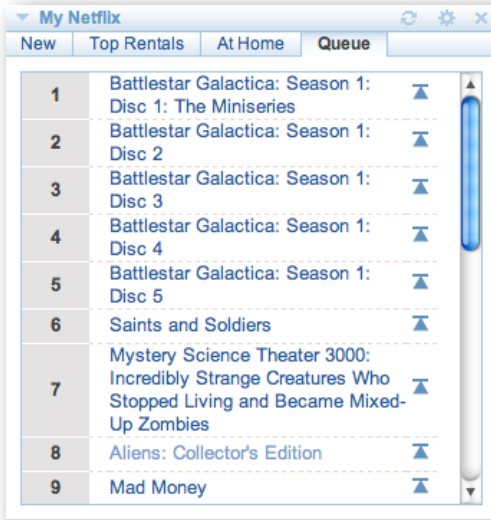 My Netflix
New Top Rentals At Home Queue
1 Battlestar Galactica: Season 1:
Disc 1: The Miniseries
2 Battlestar Galactica: Season 1:
Disc 2
3 Battlestar Galactica: Season 1:
Disc 3
4 Battlestar Galactica: Season 1:
Disc 4
5 Battlestar Galactica: Season 1:
Disc 5
6 Saints and Soldiers
7 Mystery Science Theater 3000:
Incredibly Strange Creatures Who
Stopped Living and Became Mixed-
Up Zombies
8 Aliens: Collector's Edition
9 Mad Money